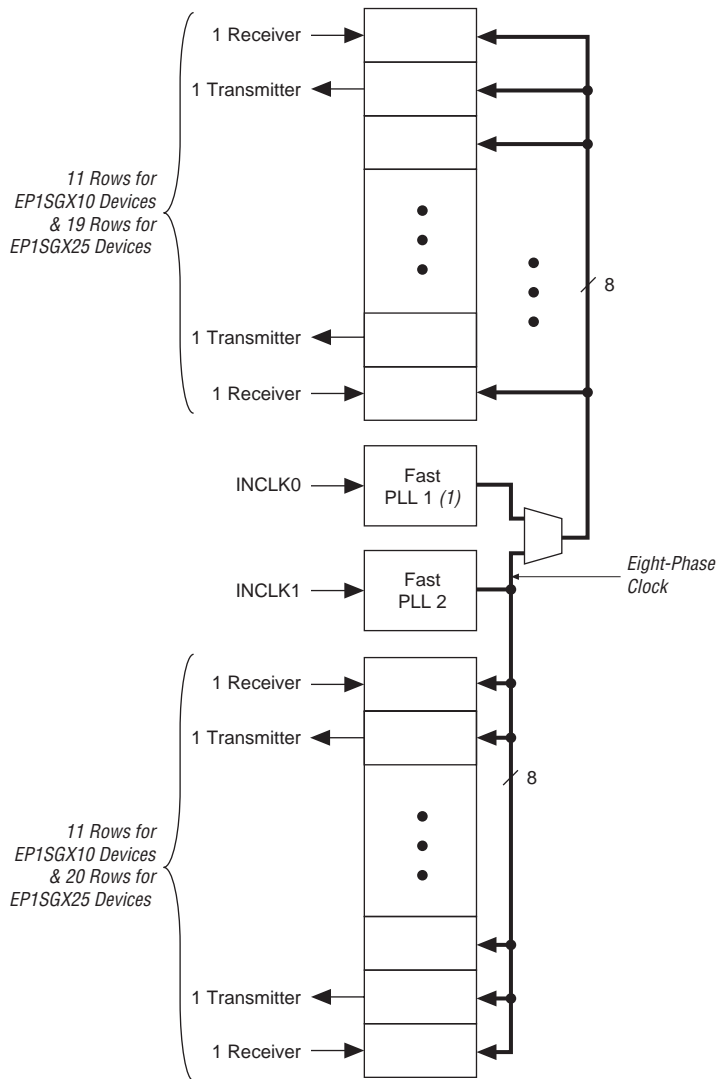 1 Receiver
1 Transmitter
11 Rows for
EP1SGX10 Devices
& 19 Rows for
EP1SGX25 Devices
8
1 Transmitter
1 Receiver
INCLK0
Fast
PLL 1 (1)
INCLK1
Fast
PLL 2
Eight-Phase
Clock
1 Receiver
1 Transmitter
8
11 Rows for
EP1SGX10 Devices
& 20 Rows for
EP1SGX25 Devices
1 Transmitter
1 Receiver